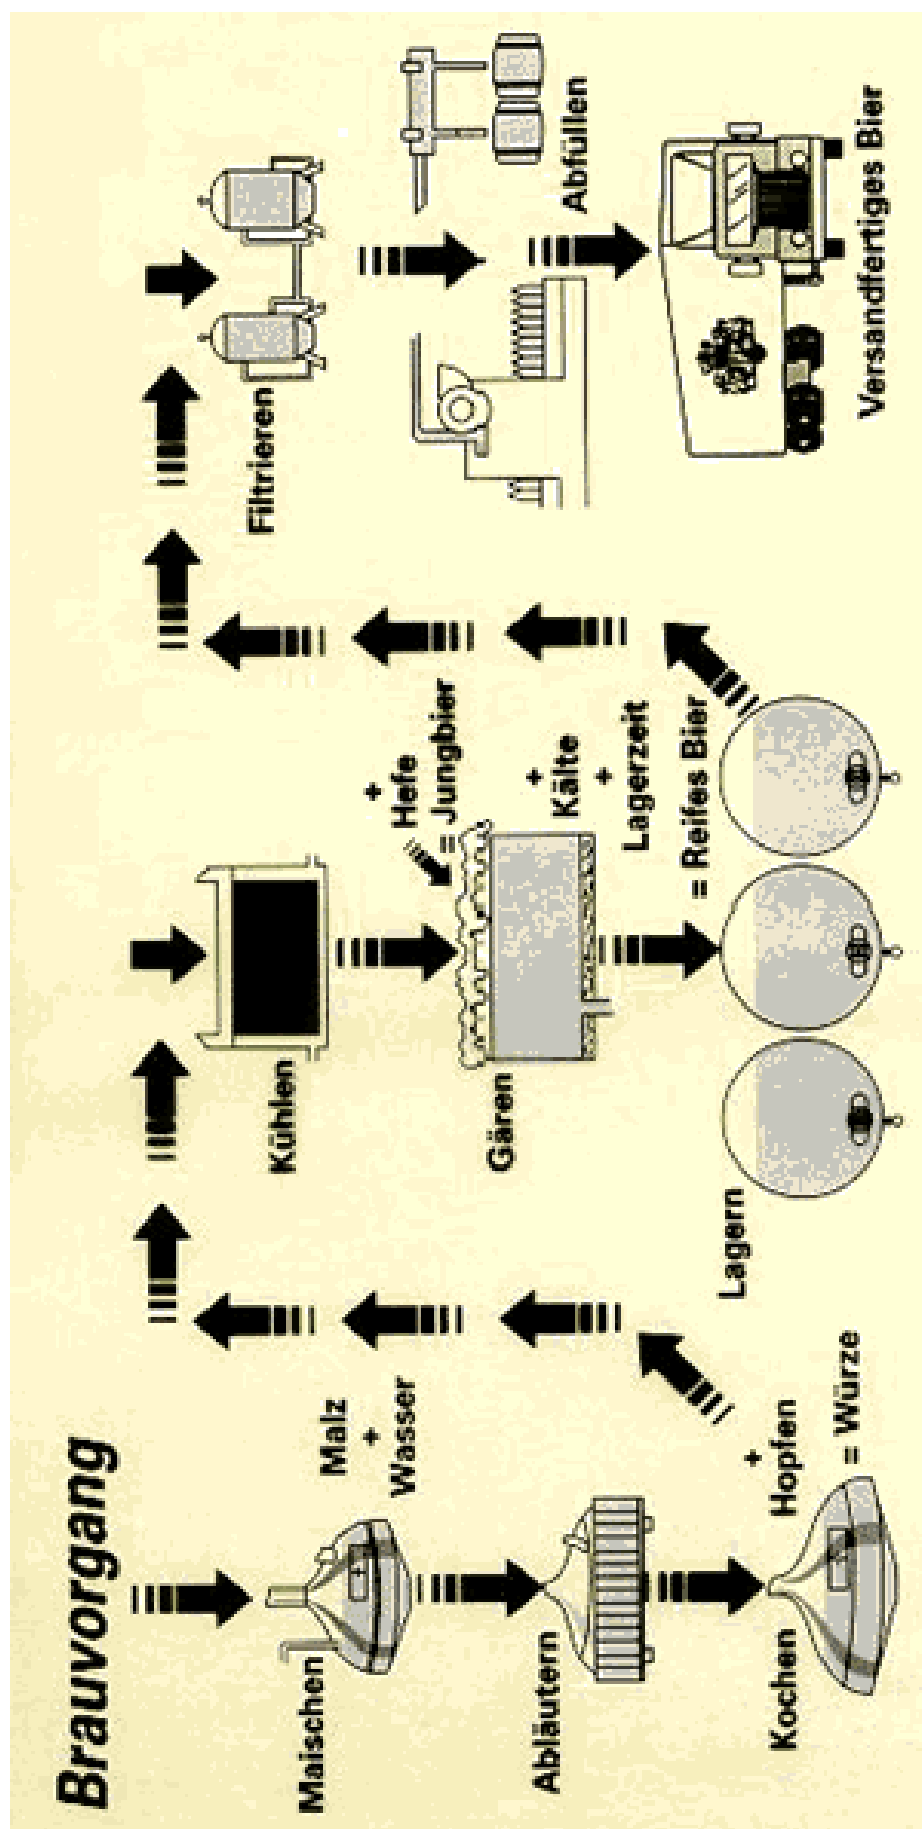 Brauvorgang
Maischen
Malz
+
Wasser
Abläutern
Kochen
+
Hopfen
= Würze
Kühlen
+
Hefe
=
Jungbier
Gären
+
Kälte
+
Lagerzeit
= Reifes Bier
Lagern
Filtrieren
Abfüllen
Versandfertiges Bier